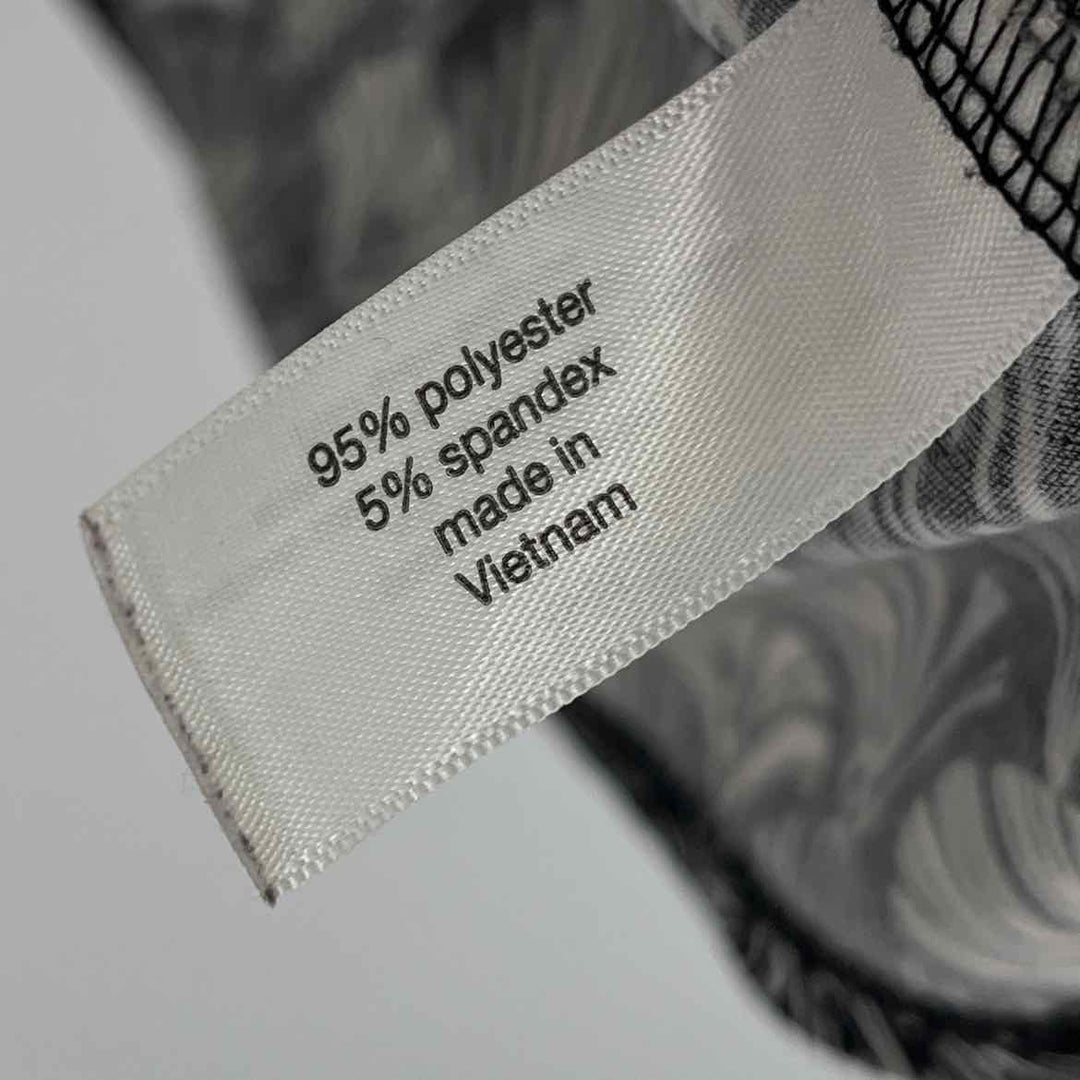 95% polyester
5% spandex
made in
Vietnam